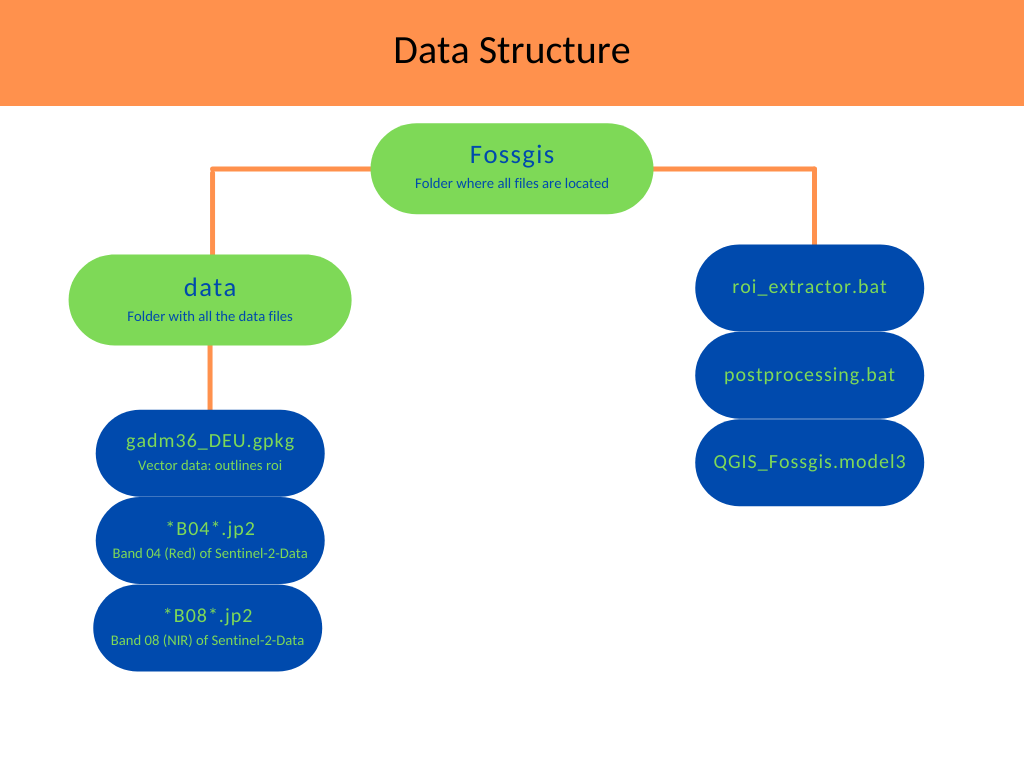 Data Structure
Fossgis
Folder where all files are located
data
Folder with all the data files
gadm36_DEU.gpkg
Vector data: outlines roi
*B04*.jp2
Band 04 (Red) of Sentinel-2-Data
*B08*.jp2
Band 08 (NIR) of Sentinel-2-Data
roi_extractor.bat
postprocessing.bat
QGIS_Fossgis.model3